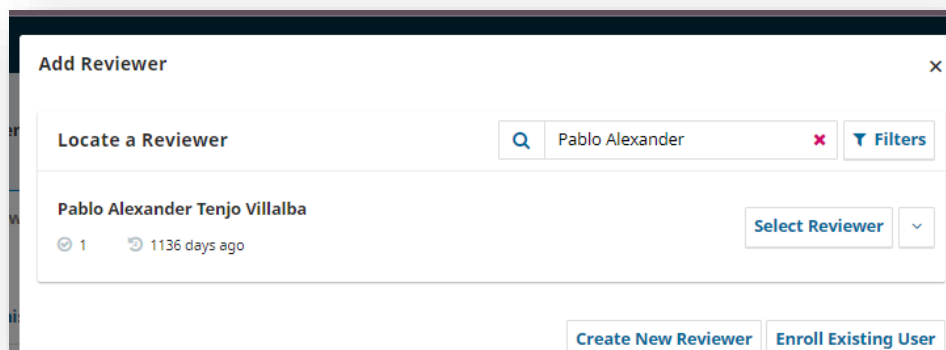 Add Reviewer
Locate a Reviewer
Pablo Alexander
Filters
Pablo Alexander Tenjo Villalba
1
1136 days ago
Select Reviewer
Create New Reviewer
Enroll Existing User